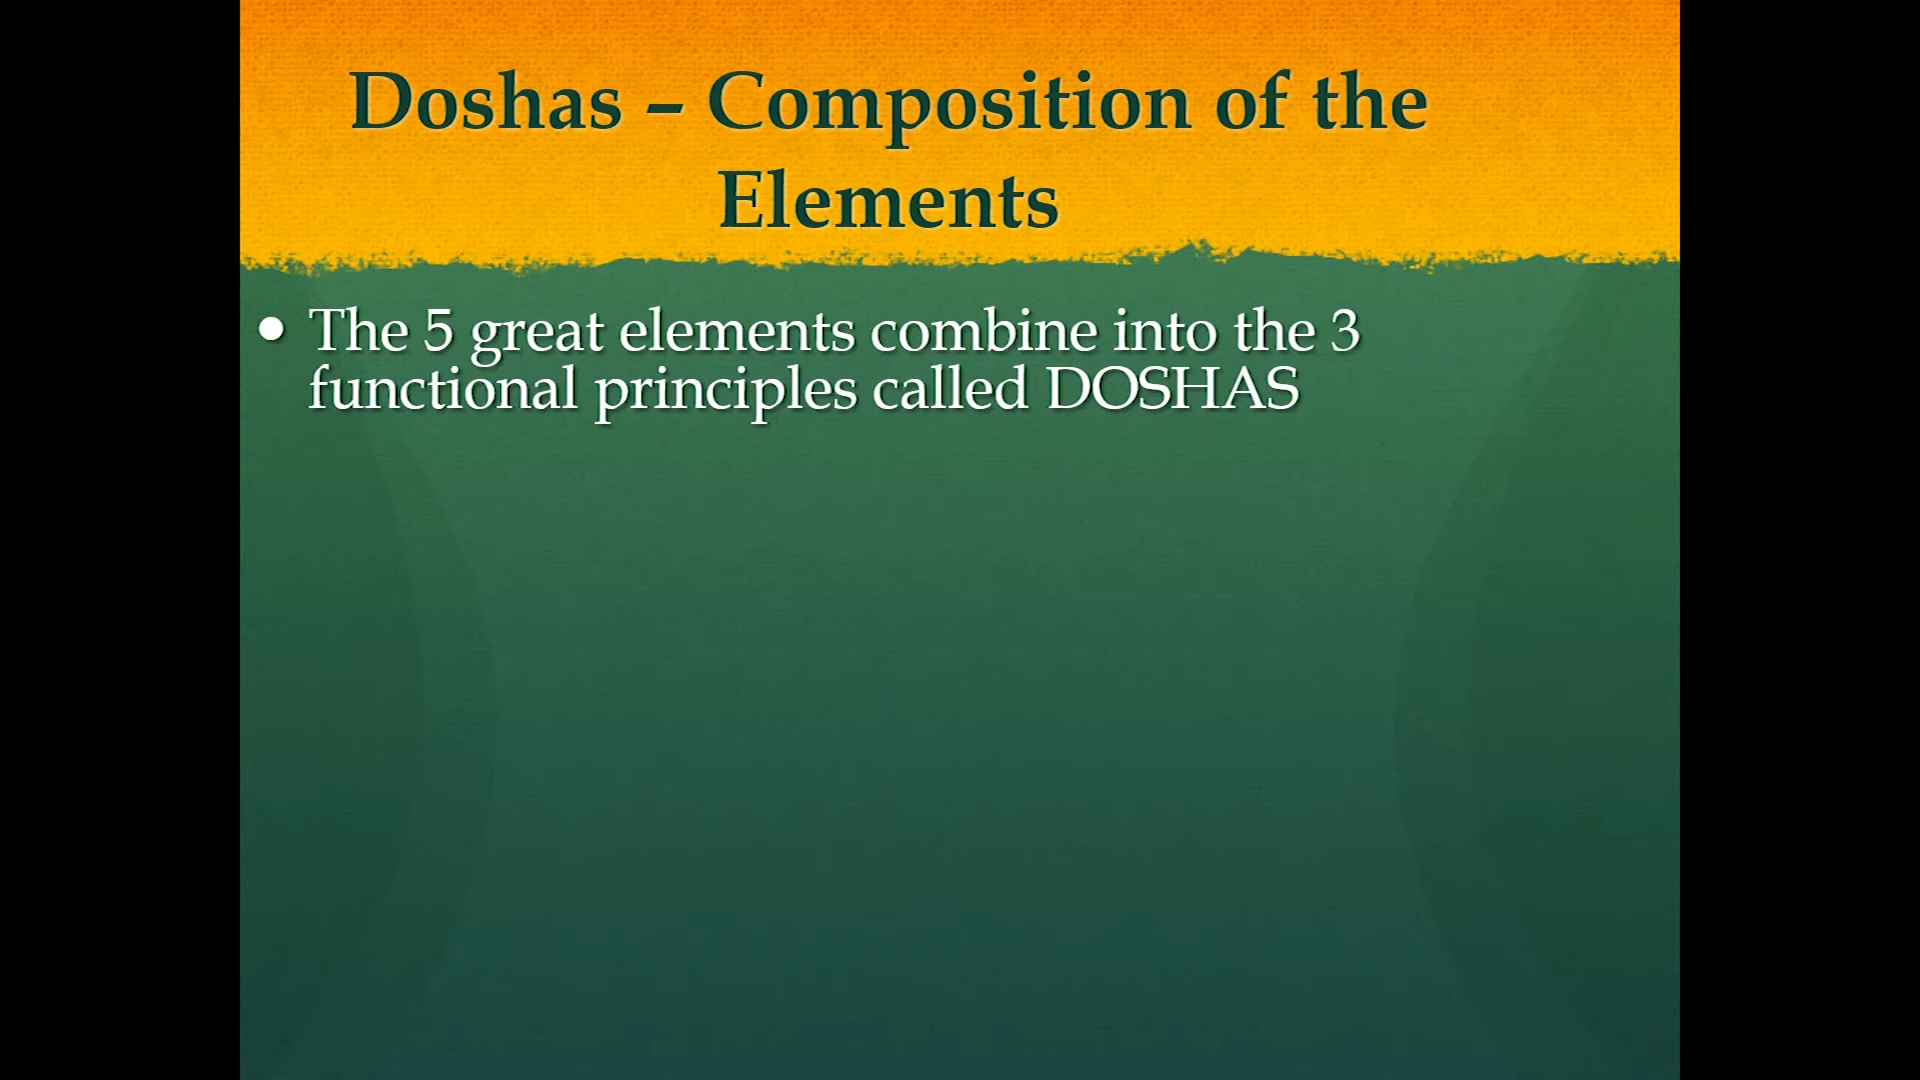 Doshas – Composition of the
Elements
• The 5 great elements combine into the 3
functional principles called DOSHAS